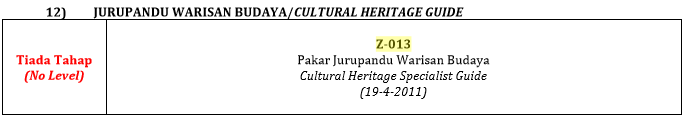 12) JURUPANDU WARISAN BUDAYA/CULTURAL HERITAGE GUIDE
Tiada Tahap
(No Level)
Z-013
Pakar Jurupandu Warisan Budaya
Cultural Heritage Specialist Guide
(19-4-2011)